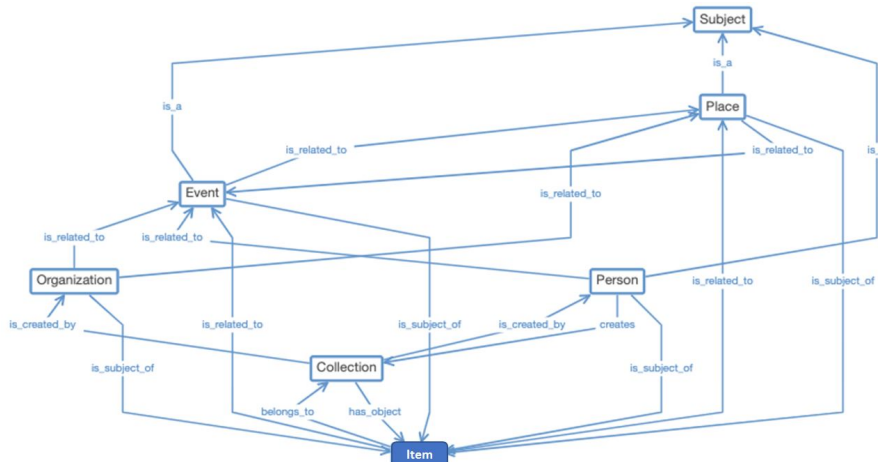 Subject
is_a
Place
is_a
is_related_to
is_related_to
is_
Event
is_related_to
is_related_to
is_related_to
Organization
Person
is_related_to
is_subject_of
is_created_by
is_related_to
is_subject_of
is_created_by
creates
Collection
is_subject_of
is_subject_of
belongs_to
has_object
Item